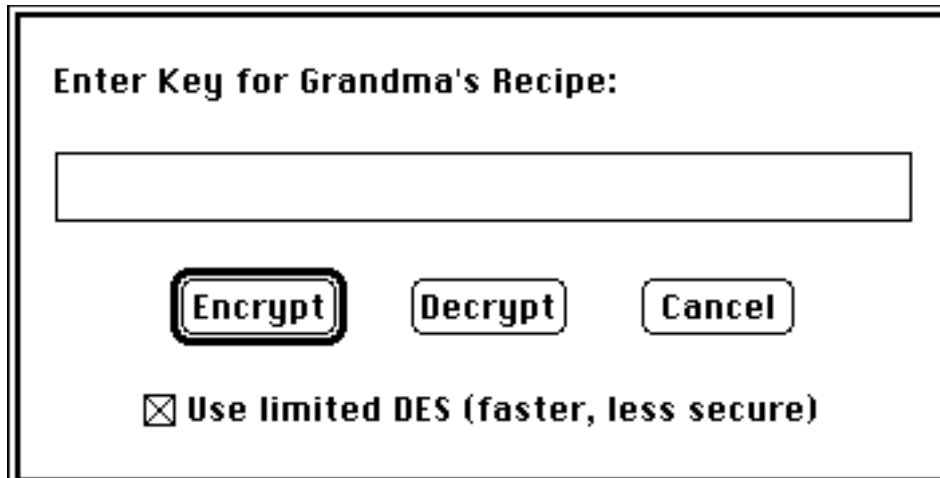 Enter Key for Grandma's Recipe:
Encrypt Decrypt Cancel
Use limited DES (faster, less secure)